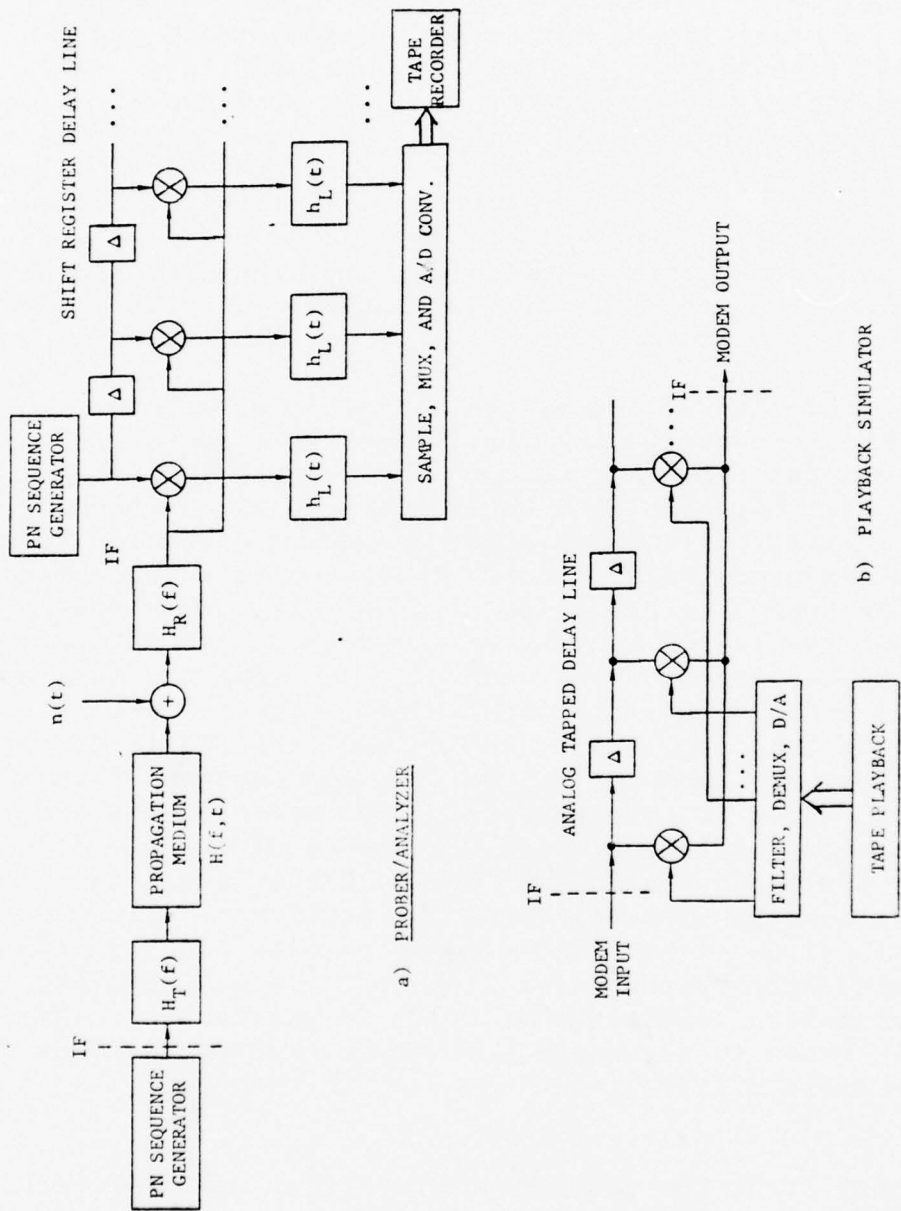 PN SEQUENCE
GENERATOR
IF
H_T(f)
PROPAGATION
MEDIUM
H(f,t)
n(t)
+
H_R(f)
IF
PN SEQUENCE
GENERATOR
SHIFT REGISTER DELAY LINE
Δ
Δ
...
...
h_L(t)
h_L(t)
h_L(t)
...
SAMPLE, MUX, AND A/D CONV.
TAPE
RECORDER
a) PROBER/ANALYZER
MODEM
INPUT
IF
ANALOG TAPPED DELAY LINE
Δ
Δ
....
IF
MODEM OUTPUT
....
FILTER, DEMUX, D/A
TAPE PLAYBACK
b) PLAYBACK SIMULATOR